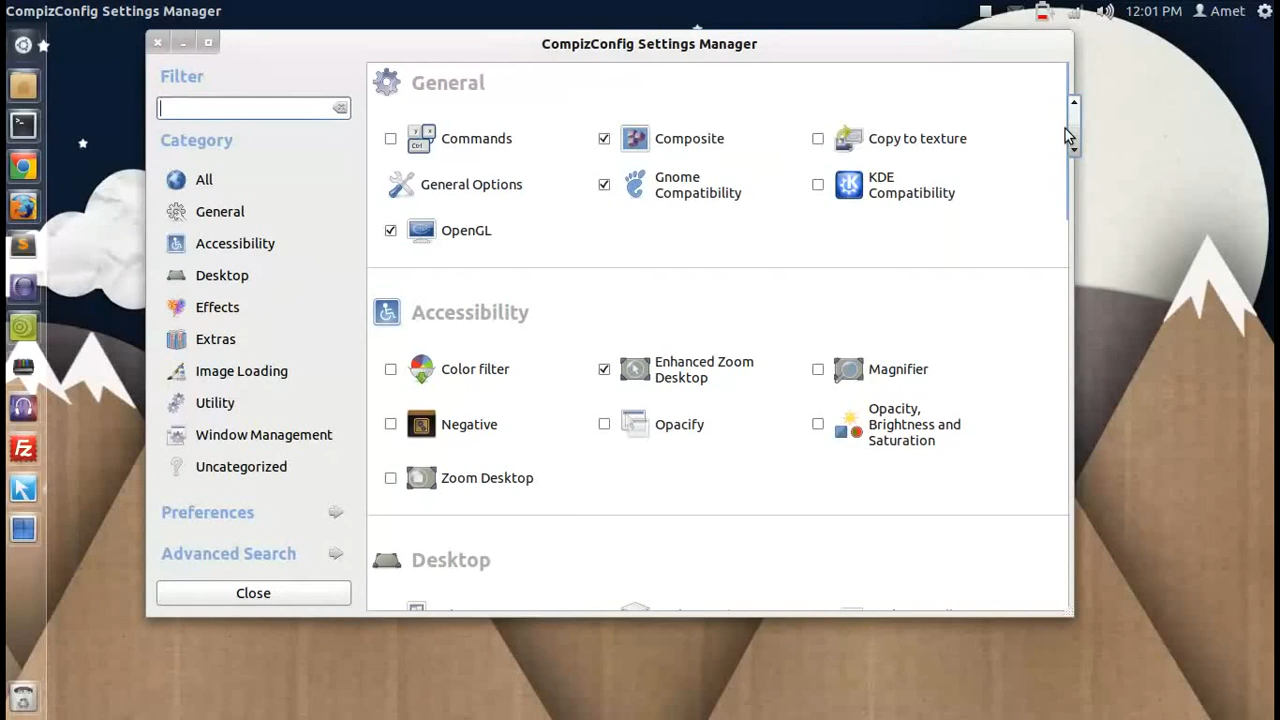 CompizConfig Settings Manager
12:01 PM
Amet
CompizConfig Settings Manager
Filter
Category
All
General
Accessibility
Desktop
Effects
Extras
Image Loading
Utility
Window Management
Uncategorized
Preferences
Advanced Search
Close
General
Commands
Composite
Copy to texture
General Options
Gnome
Compatibility
KDE
Compatibility
OpenGL
Accessibility
Color filter
Enhanced Zoom
Desktop
Magnifier
Negative
Opacify
Opacity,
Brightness and
Saturation
Zoom Desktop
Desktop